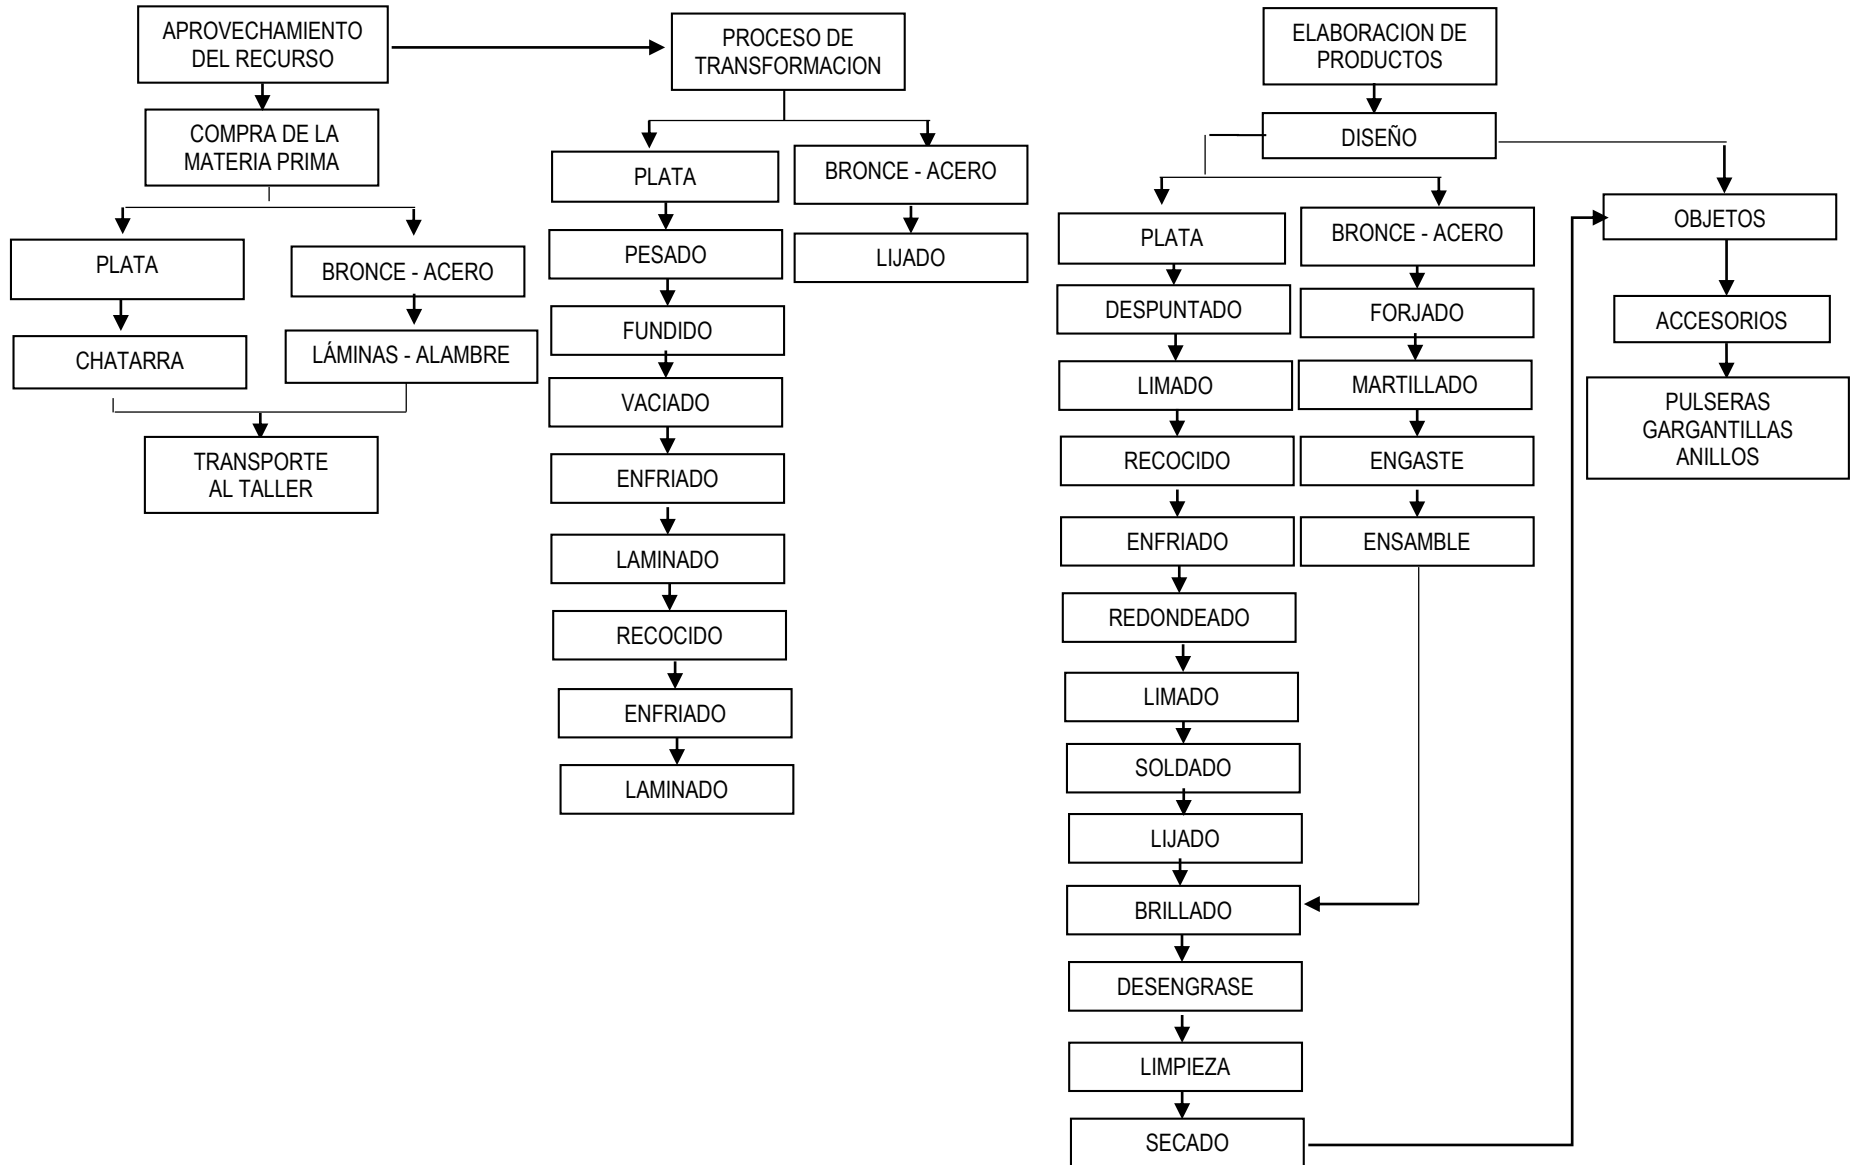 APROVECHAMIENTO
DEL RECURSO
COMPRA DE LA
MATERIA PRIMA
PLATA
BRONCE - ACERO
CHATARRA
LÁMINAS - ALAMBRE
TRANSPORTE
AL TALLER
PROCESO DE
TRANSFORMACION
PLATA
BRONCE - ACERO
PESADO
LIJADO
FUNDIDO
VACIADO
ENFRIADO
LAMINADO
RECOCIDO
ENFRIADO
LAMINADO
ELABORACION DE
PRODUCTOS
DISEÑO
PLATA
BRONCE - ACERO
DESPUNTADO
FORJADO
LIMADO
MARTILLADO
RECOCIDO
ENGASTE
ENFRIADO
ENSAMBLE
REDONDEADO
LIMADO
SOLDADO
LIJADO
BRILLADO
DESENGRASE
LIMPIEZA
SECADO
OBJETOS
ACCESORIOS
PULSERAS
GARGANTILLAS
ANILLOS